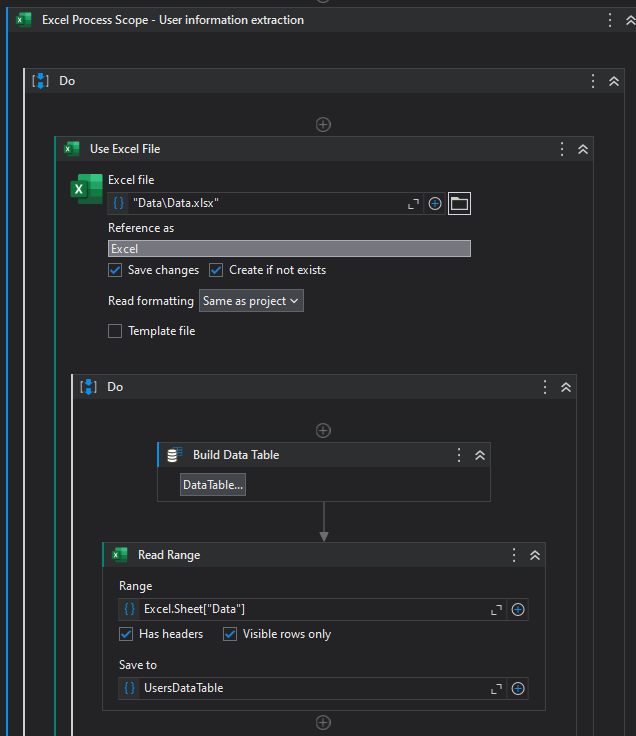 Excel Process Scope - User information extraction
Do
Use Excel File
Excel file
"Data\Data.xlsx"
Reference as
Excel
Save changes Create if not exists
Read formatting Same as project
Template file
Do
Build Data Table
DataTable...
Read Range
Range
Excel.Sheet["Data"]
Has headers Visible rows only
Save to
UsersDataTable